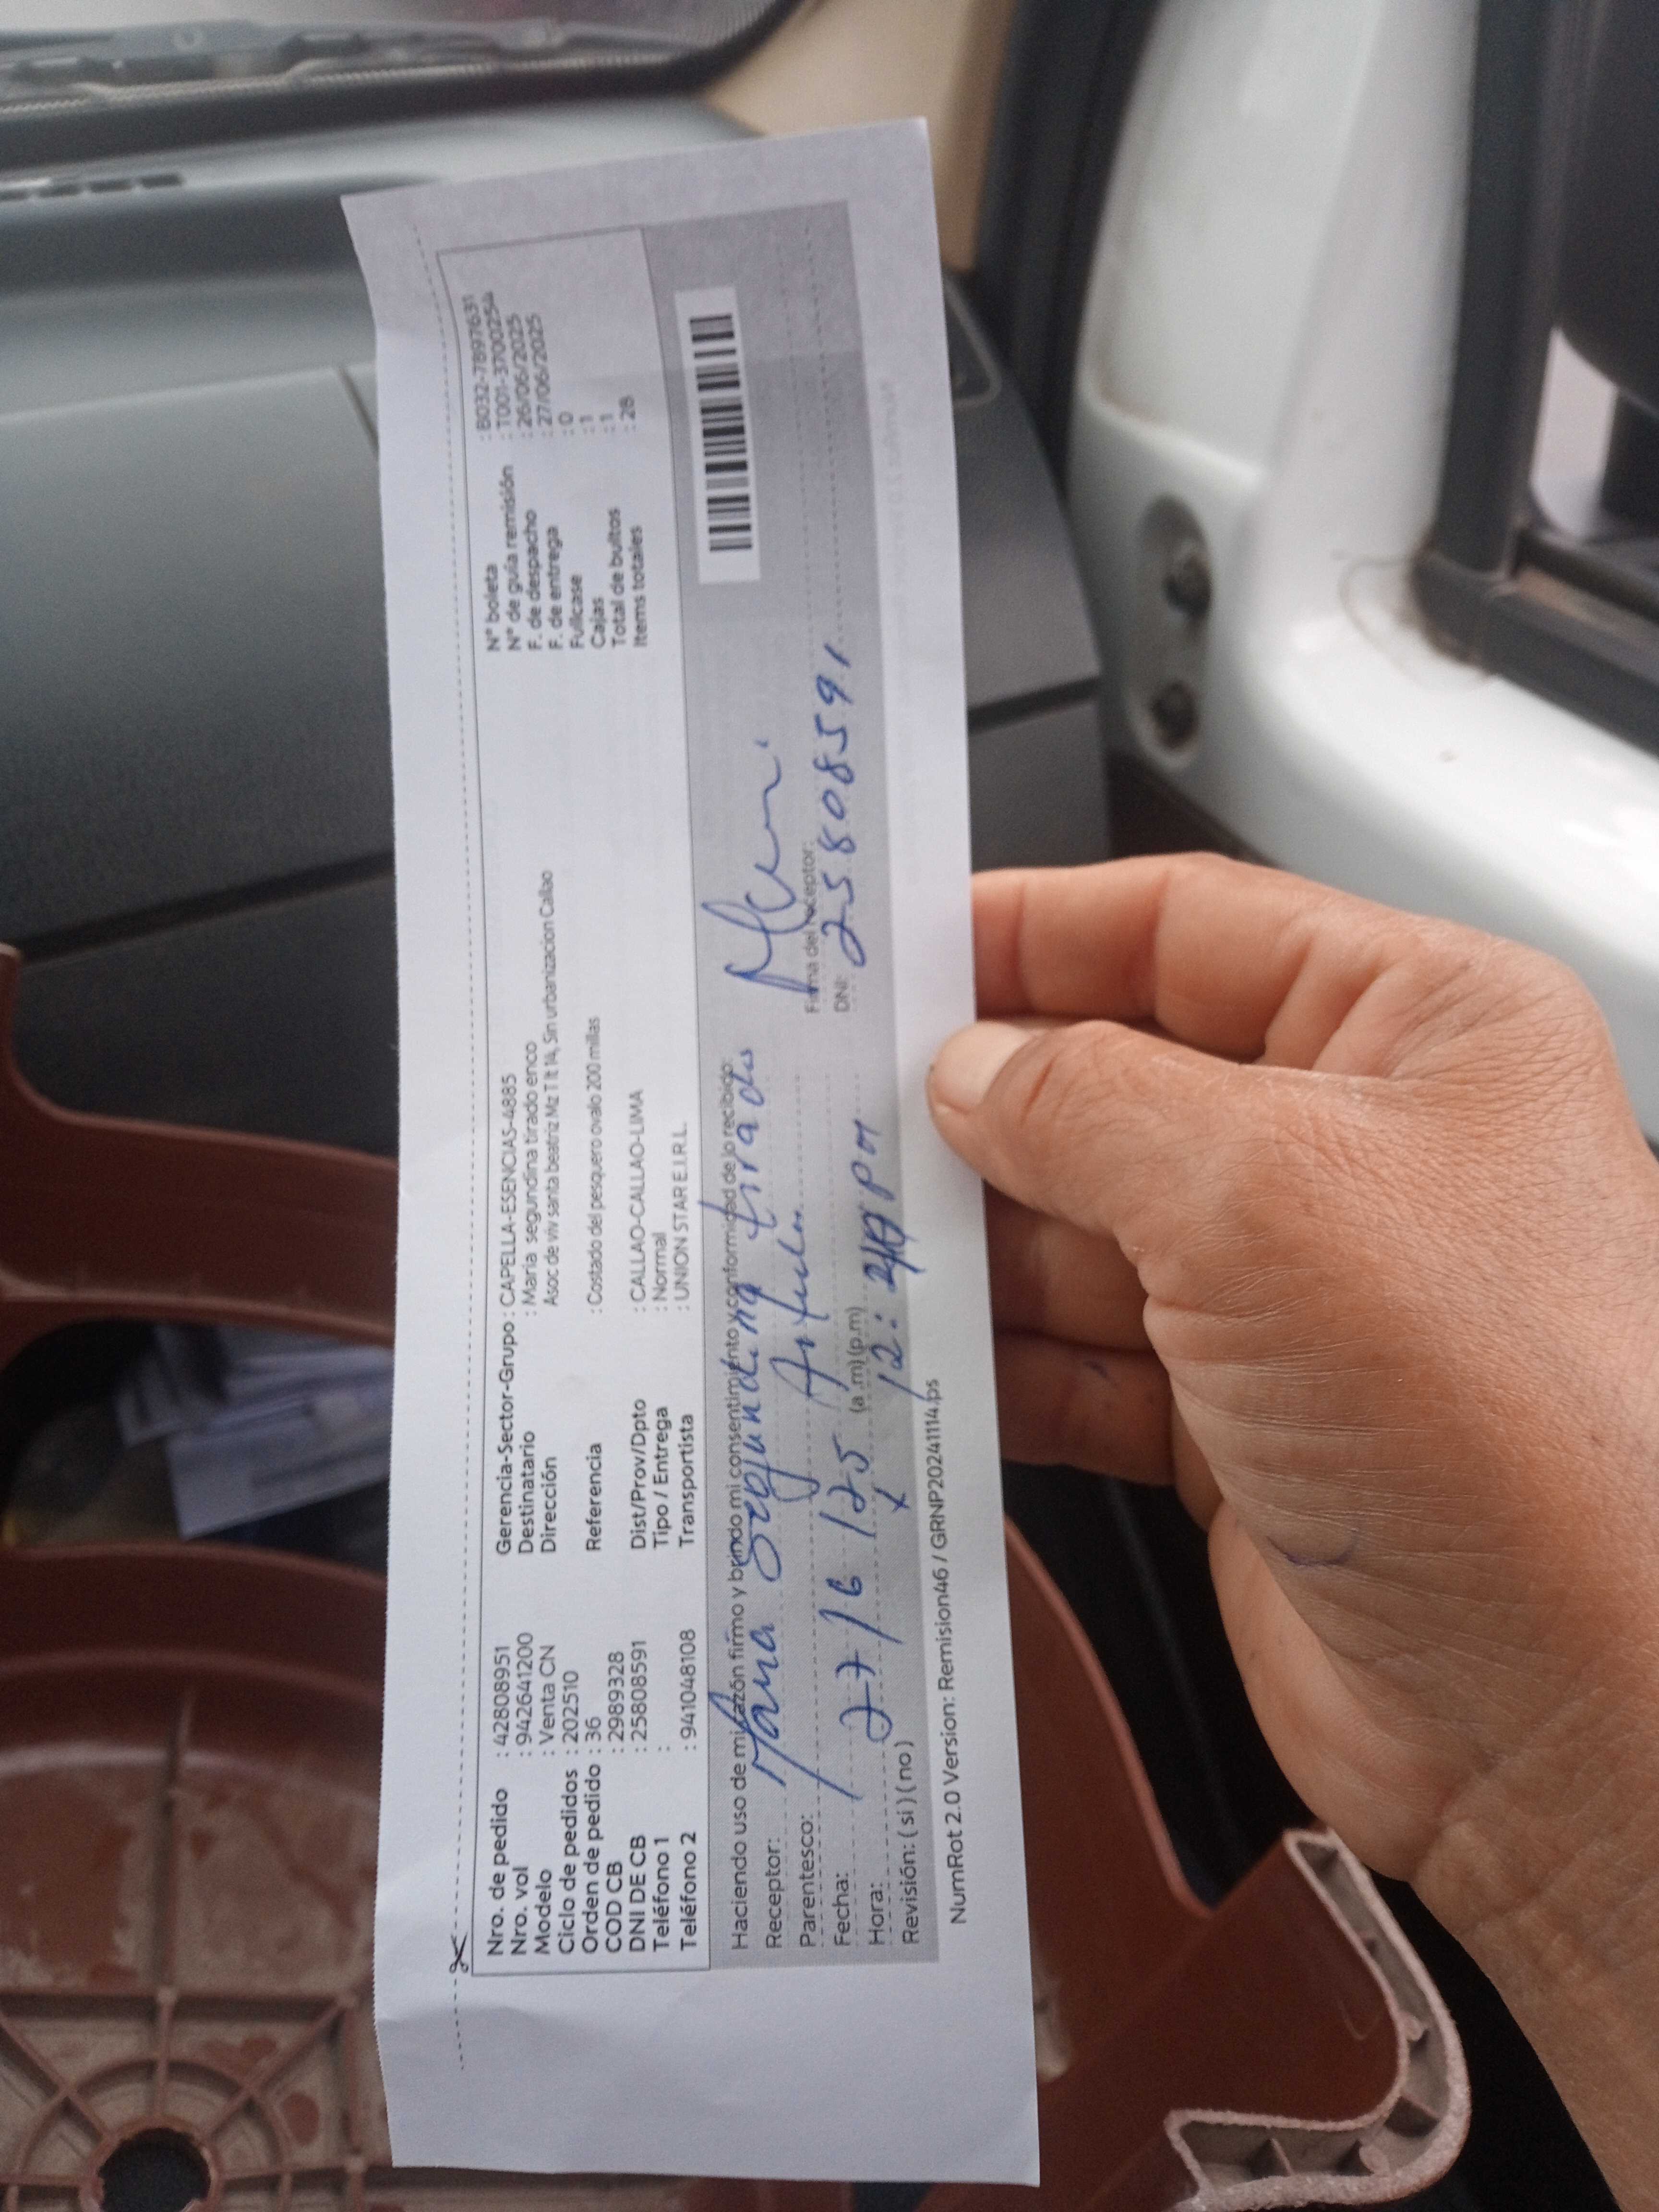 Nro. de pedido : 42808951
Nro. vol : 942641200
Modelo : Venta CN
Ciclo de pedidos : 202510
Orden de pedido : 36
COD CB : 2989328
DNI DE CB : 25808591
Teléfono 1 :
Teléfono 2 : 941048108
Gerencia-Sector-Grupo : CAPELLA-ESENCIAS-4885
Destinatario : Maria segundina tirado enco
Dirección Asoc de viv santa beatriz Mz T lt 14, Sin urbanizacion Callao
Referencia : Costado del pesquero ovalo 200 millas
Dist/Prov/Dpto : CALLAO-CALLAO-LIMA
Tipo / Entrega : Normal
Transportista : UNION STAR E.I.R.L.
N° boleta : B032-7897631
N° de guía remisión : T001-3700254
F. de despacho : 26/06/2025
F. de entrega : 27/06/2025
Fullcase : 0
Cajas : 1
Total de bultos : 1
Items totales : 28
Haciendo uso de mi razón firmo y brindo mi consentimiento y conformidad de lo recibido:
Receptor: Maria Segundina tirado
Parentesco:
Firma del receptor:
Fecha: 27/6/25
DNI: 25808591
Hora: (a.m) (p.m) 12: pm
Revisión: ( si ) ( no ) x
NumRot 2.0 Version: Remision46 / GRNP20241114.ps